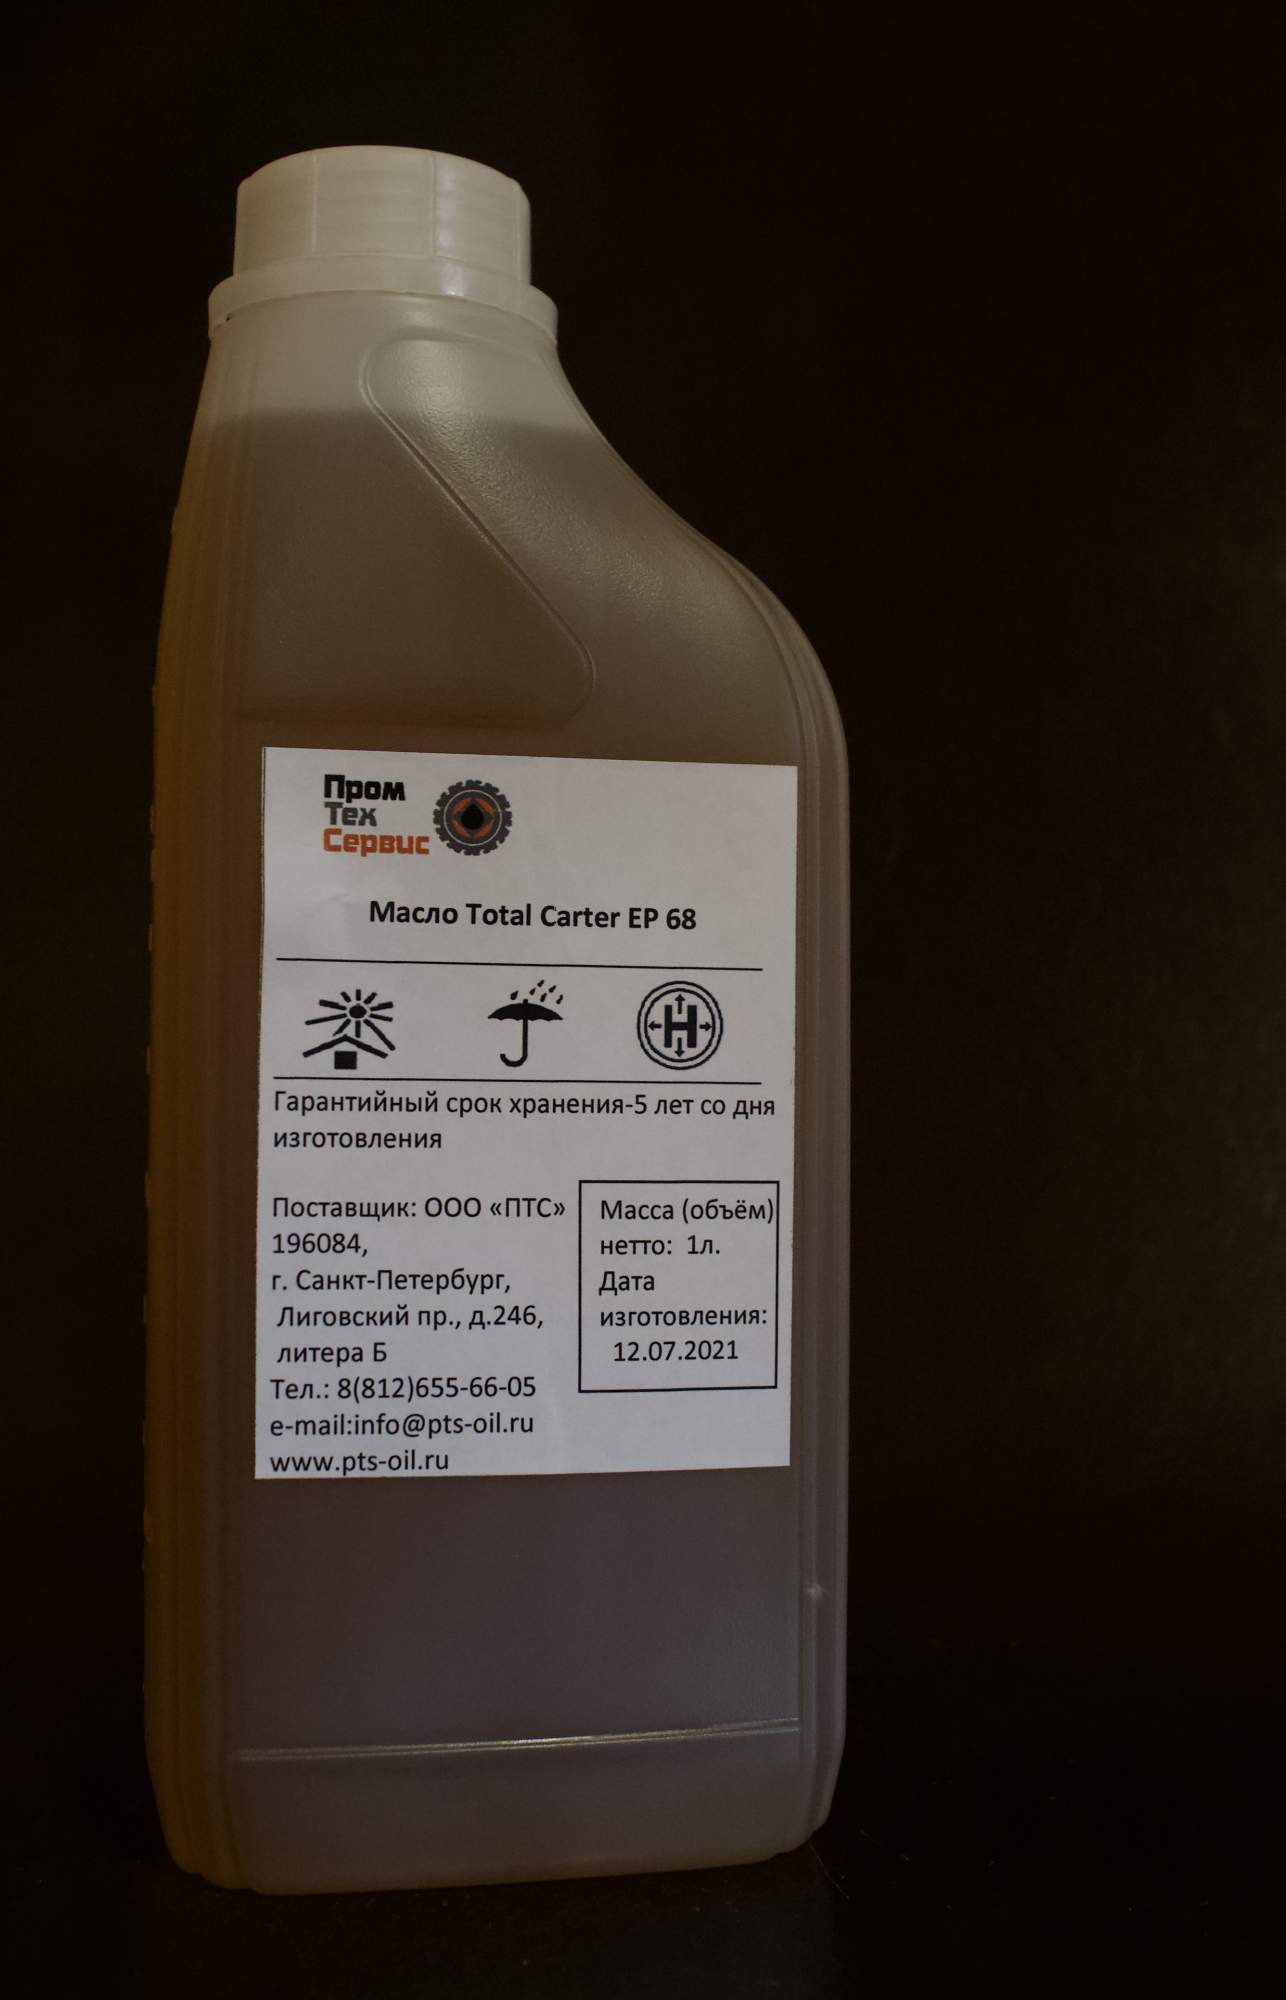 Пром
Тех
Сервис
Масло Total Carter EP 68
Н
Гарантийный срок хранения-5 лет со дня
изготовления
Поставщик: ООО «ПТС»
196084,
г. Санкт-Петербург,
Лиговский пр., д.246,
литера Б
Тел.: 8(812)655-66-05
e-mail:info@pts-oil.ru
www.pts-oil.ru
Масса (объём)
нетто: 1л.
Дата
изготовления:
12.07.2021